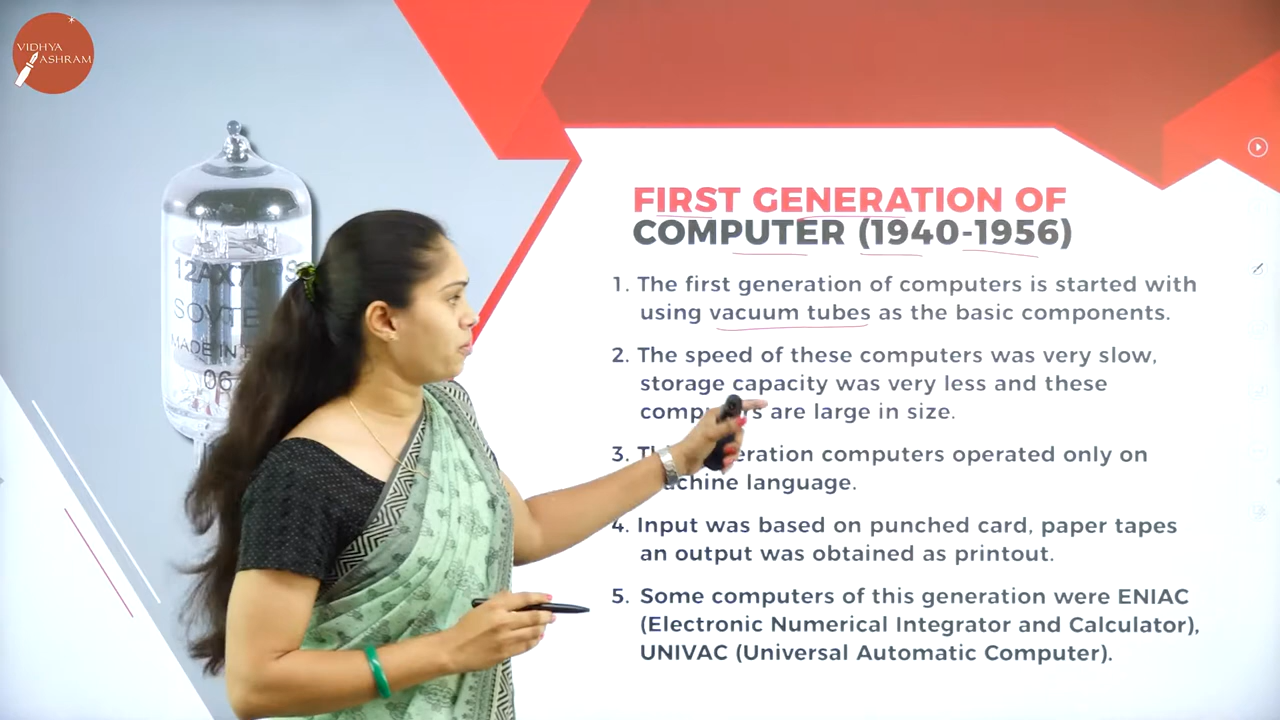 VIDHYA
ASHRAM
12AX7
SOVTE
MADE IN
06
FIRST GENERATION OF
COMPUTER (1940-1956)
1. The first generation of computers is started with
using vacuum tubes as the basic components.
2. The speed of these computers was very slow,
storage capacity was very less and these
are large in size.
3. computers operated only on
language.
4. Input was based on punched card, paper tapes
an output was obtained as printout.
5. Some computers of this generation were ENIAC
(Electronic Numerical Integrator and Calculator),
UNIVAC (Universal Automatic Computer).